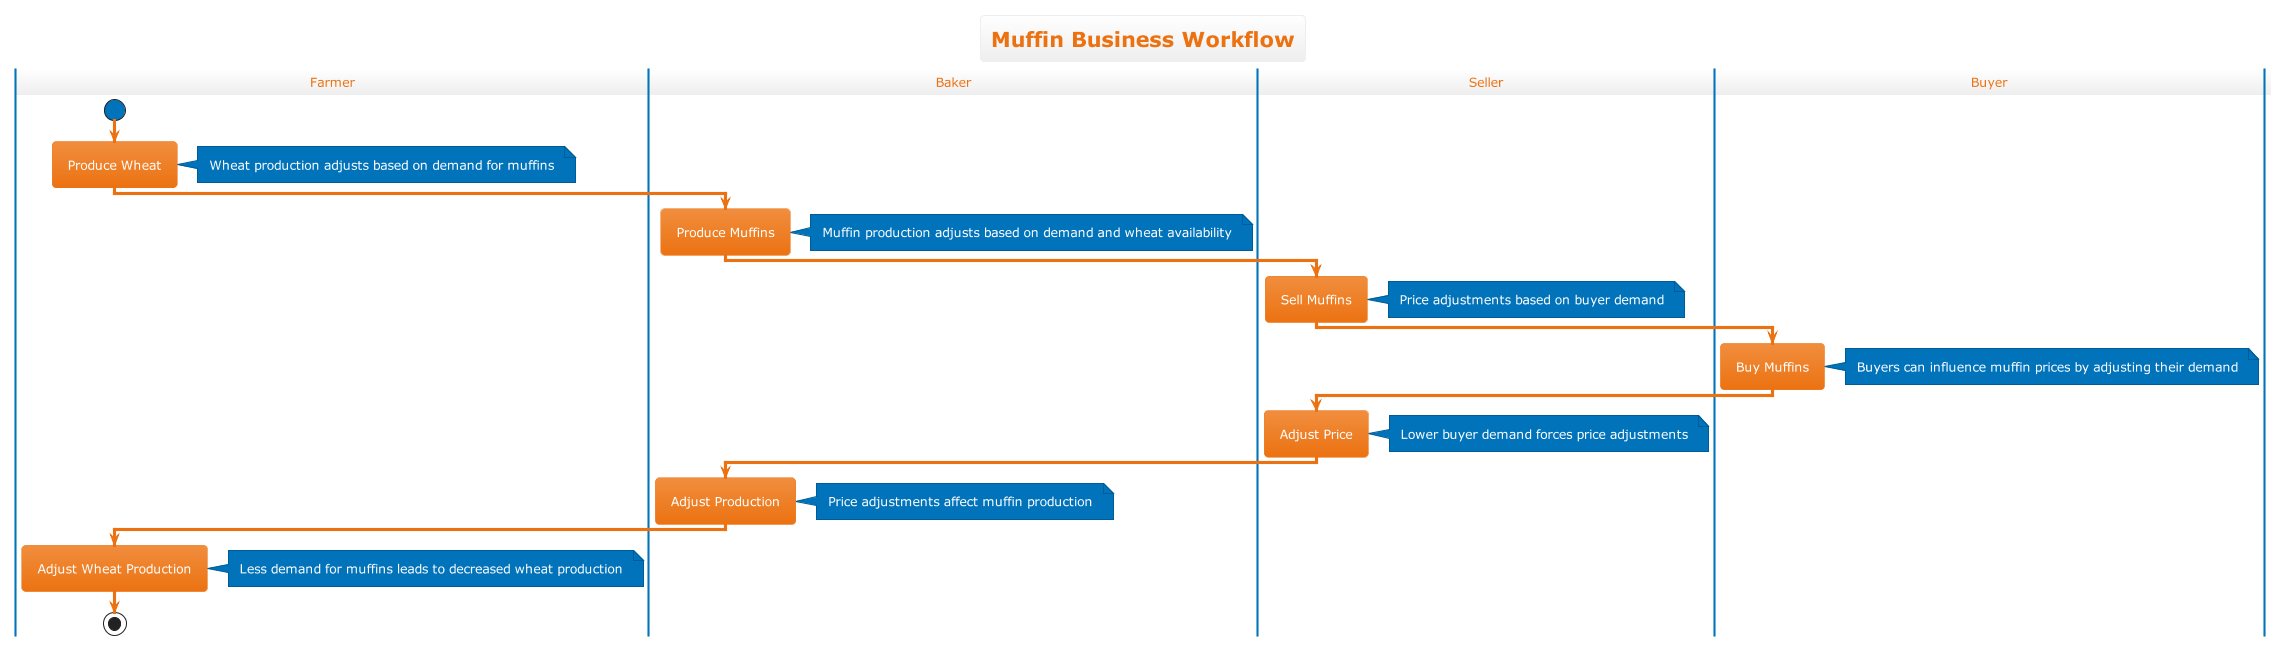 Muffin Business Workflow
Farmer
Baker
Seller
Buyer
Produce Wheat
Wheat production adjusts based on demand for muffins
Produce Muffins
Muffin production adjusts based on demand and wheat availability
Sell Muffins
Price adjustments based on buyer demand
Buy Muffins
Buyers can influence muffin prices by adjusting their demand
Adjust Price
Lower buyer demand forces price adjustments
Adjust Production
Price adjustments affect muffin production
Adjust Wheat Production
Less demand for muffins leads to decreased wheat production